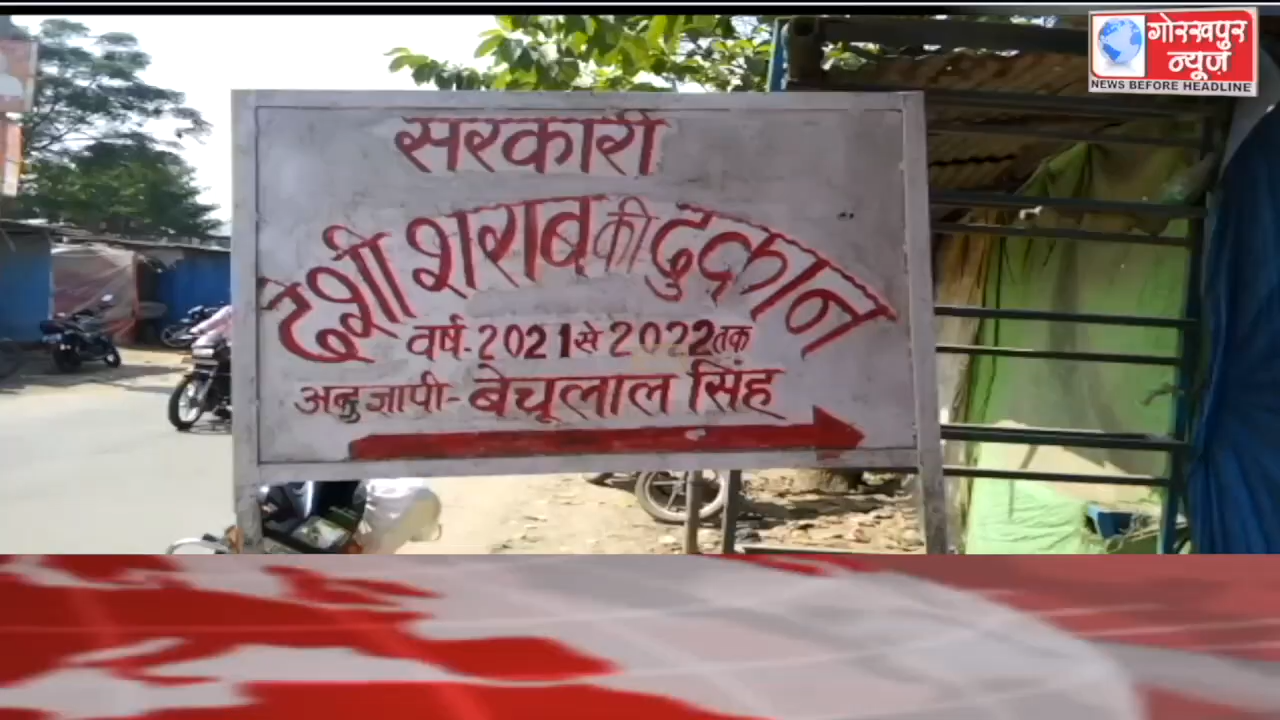 गोरखपुर
न्यूज़
NEWS BEFORE HEADLINE
सरकारी
देशी शराब की दुकान
वर्ष-2021 से 2022 तक
अनुज्ञापी- बेचूलाल सिंह